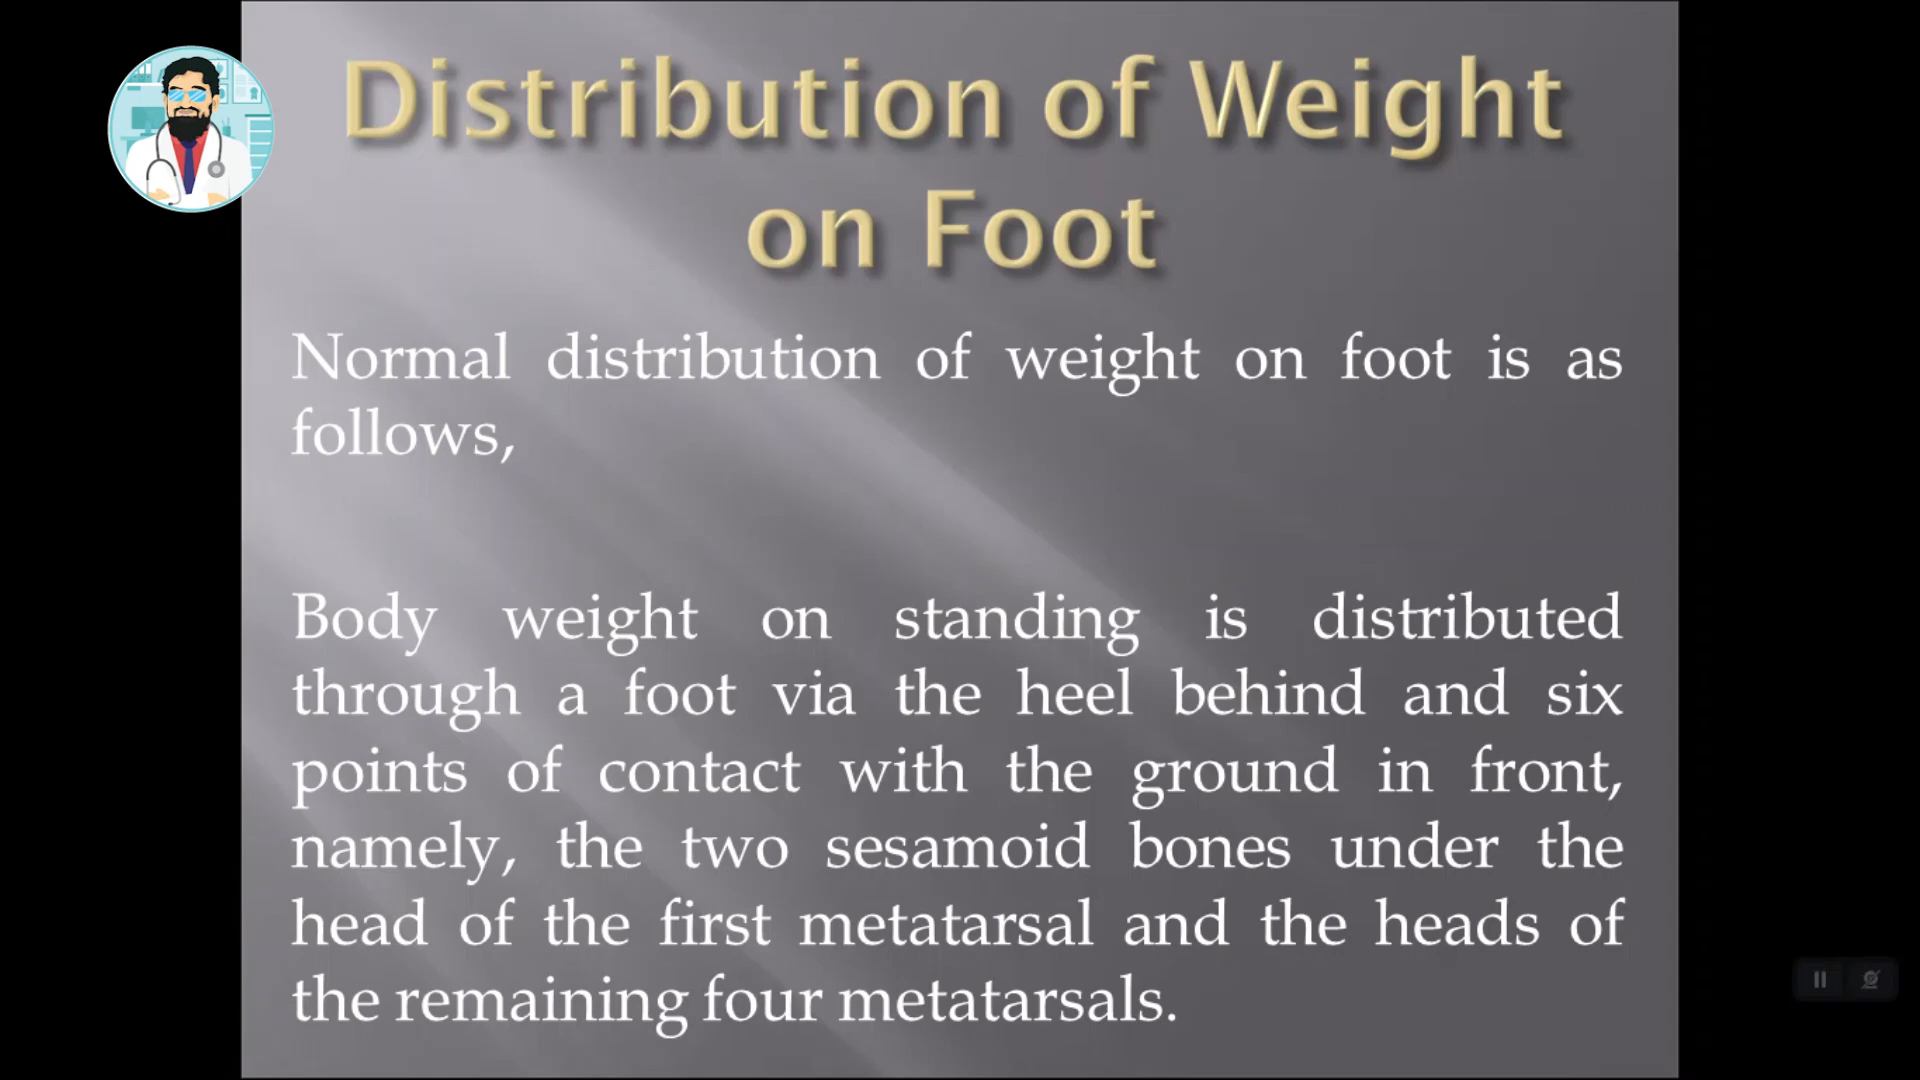 Distribution of Weight
on Foot
Normal distribution of weight on foot is as
follows,
Body weight on standing is distributed
through a foot via the heel behind and six
points of contact with the ground in front,
namely, the two sesamoid bones under the
head of the first metatarsal and the heads of
the remaining four metatarsals.